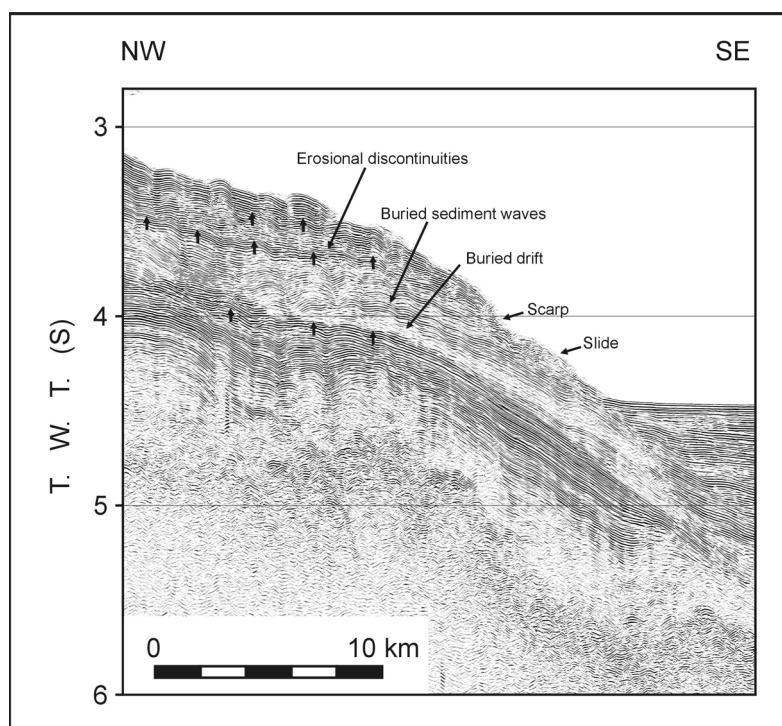 NW
SE
3
Erosional discontinuities
Buried sediment waves
Buried drift
4
Scarp
Slide
T. W. T. (S)
5
0
10 km
6